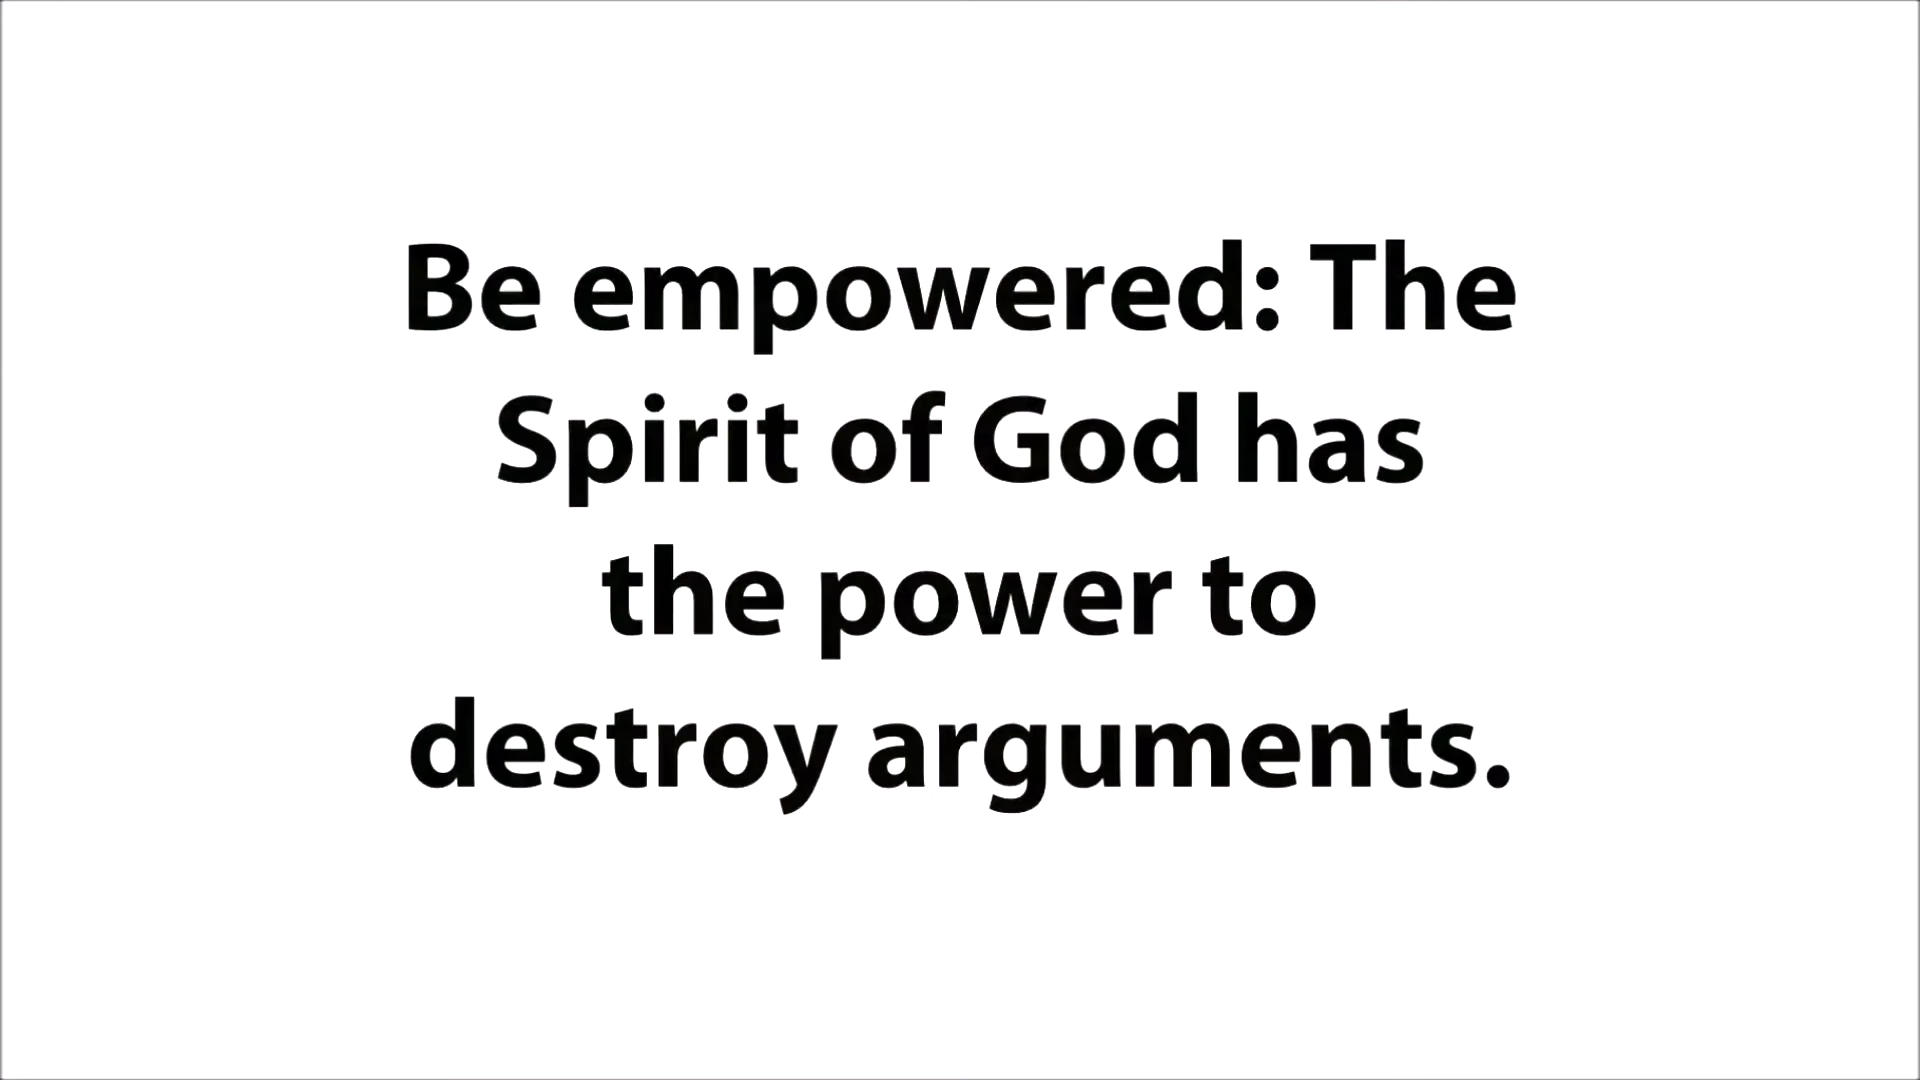 Be empowered: The
Spirit of God has
the power to
destroy arguments.